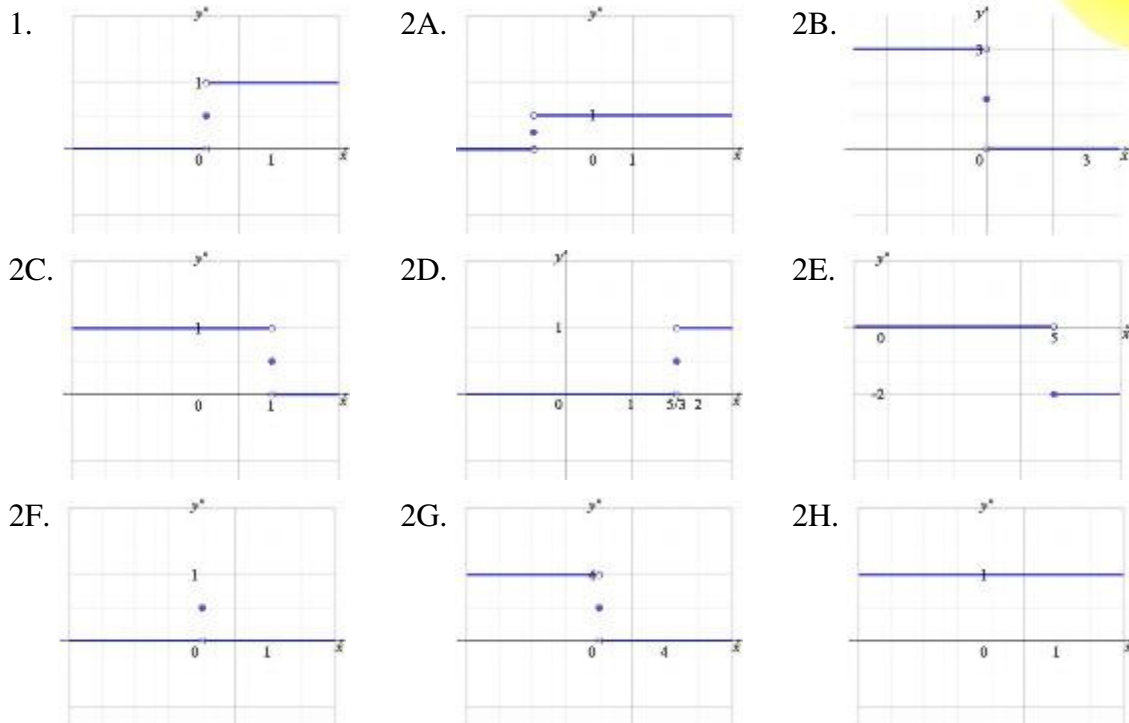 1. 2A. 2B.
y y y
1 1 3
0 1 x 0 1 x 0 3 x
2C. 2D. 2E.
y y y
1 1 0 5 x
0 1 x 0 1 5/3 2 x -2
2F. 2G. 2H.
y y y
1 1
0 1 x 0 4 x 0 1 x